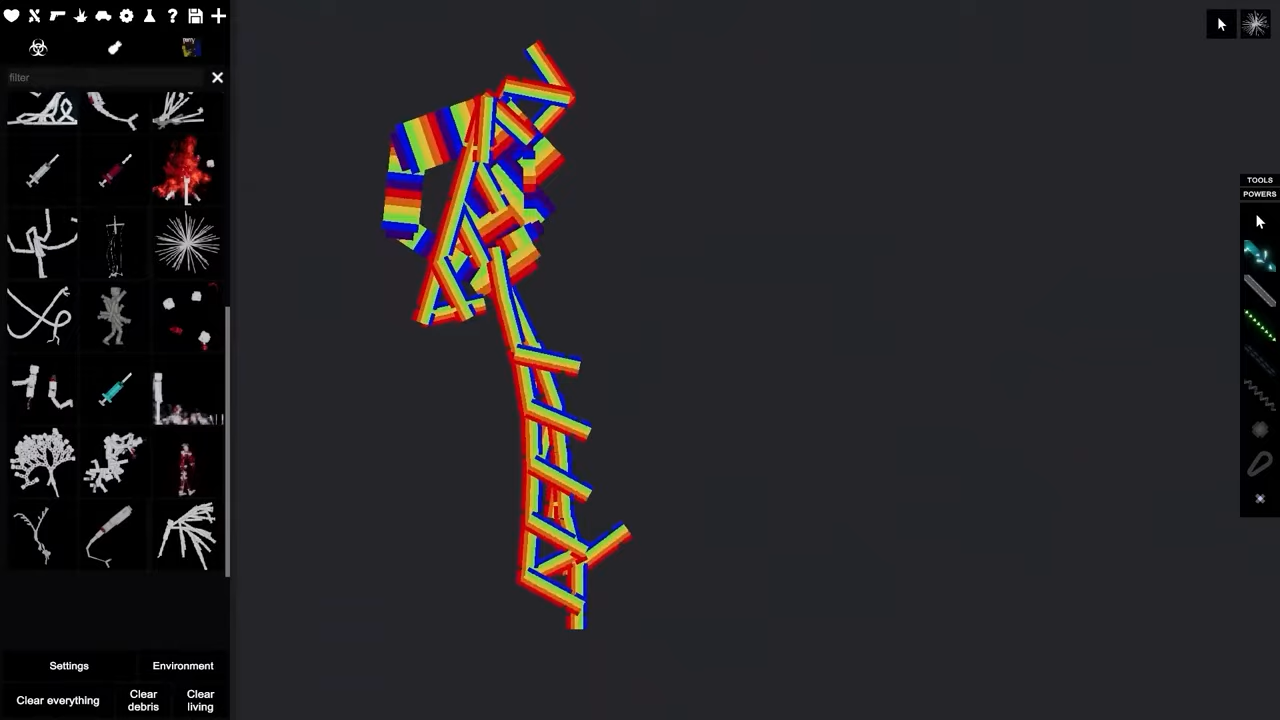 filter
TOOLS
POWERS
Settings
Environment
Clear everything
Clear
debris
Clear
living